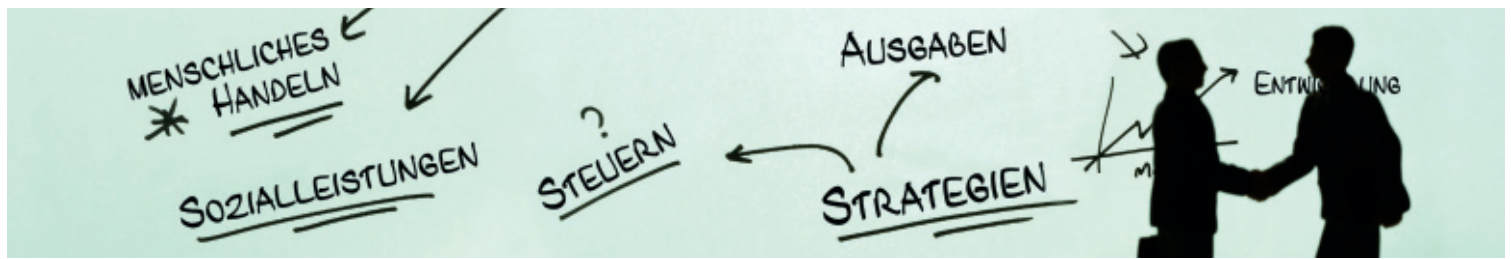 MENSCHLICHES
HANDELN
SOZIALLEISTUNGEN
?
STEUERN
AUSGABEN
STRATEGIEN